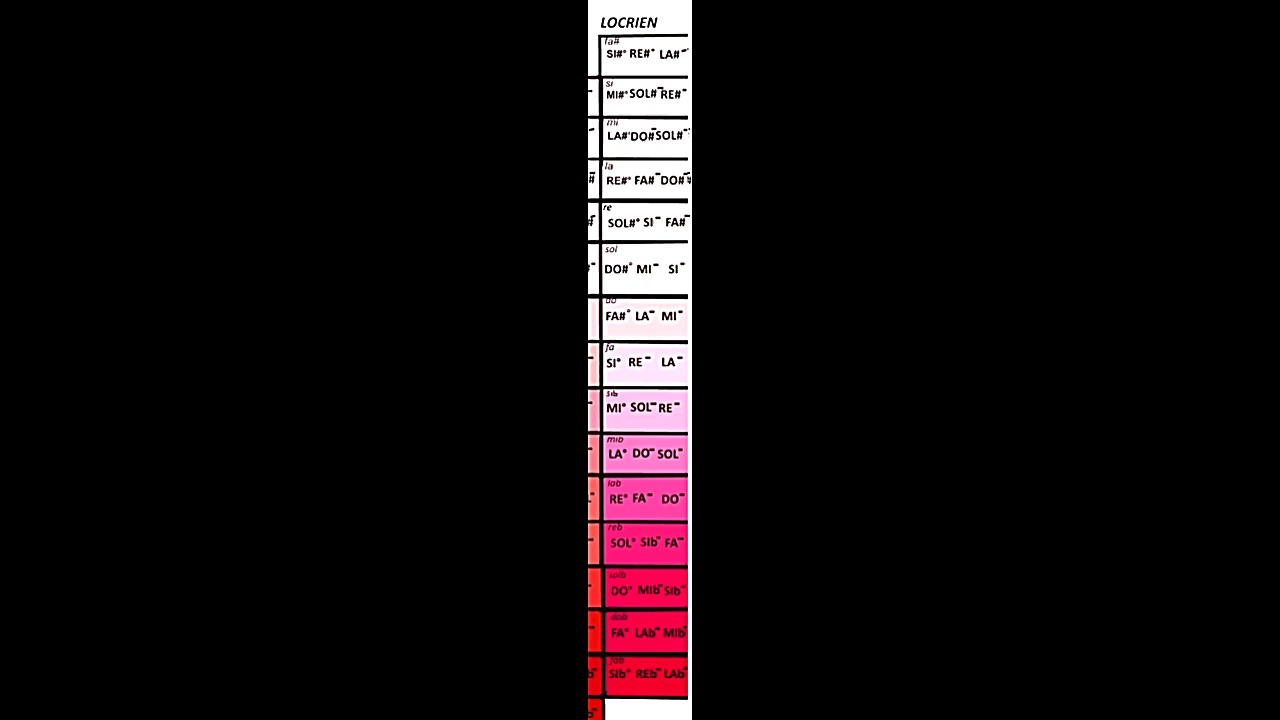 LOCRIEN
fa#
SI#° RE#° LA#-
si
MI#° SOL#- RE#-
mi
LA#° DO#- SOL#-
la
RE#° FA#- DO#-
re
SOL#° SI- FA#-
sol
DO#° MI- SI-
do
FA#° LA- MI-
fa
SI° RE- LA-
sib
MI° SOL- RE-
mib
LA° DO- SOL-
lab
RE° FA- DO-
reb
SOL° SIb- FA-
solb
DO° MIb- SIb-
dob
FA° LAb- MIb-
fab
SIb° REb- LAb-